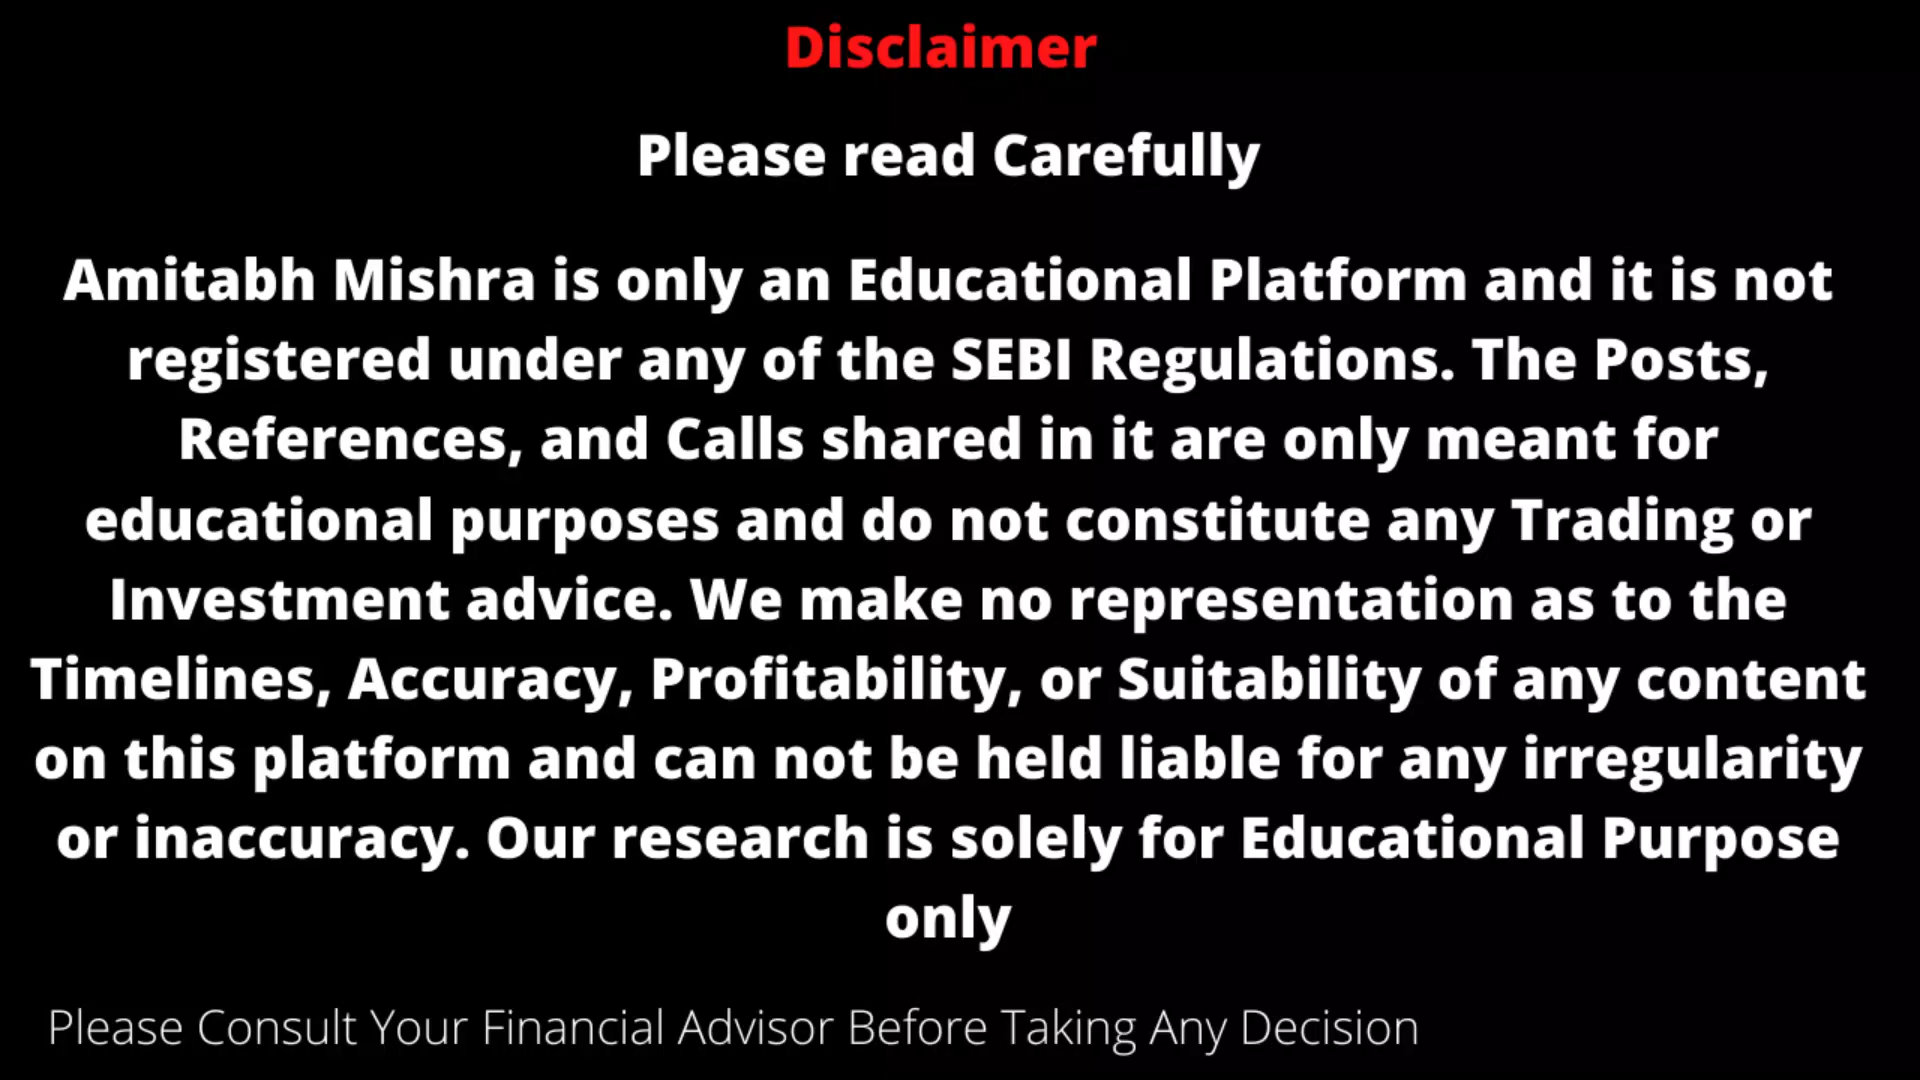 Disclaimer
Please read Carefully
Amitabh Mishra is only an Educational Platform and it is not
registered under any of the SEBI Regulations. The Posts,
References, and Calls shared in it are only meant for
educational purposes and do not constitute any Trading or
Investment advice. We make no representation as to the
Timelines, Accuracy, Profitability, or Suitability of any content
on this platform and can not be held liable for any irregularity
or inaccuracy. Our research is solely for Educational Purpose
only
Please Consult Your Financial Advisor Before Taking Any Decision